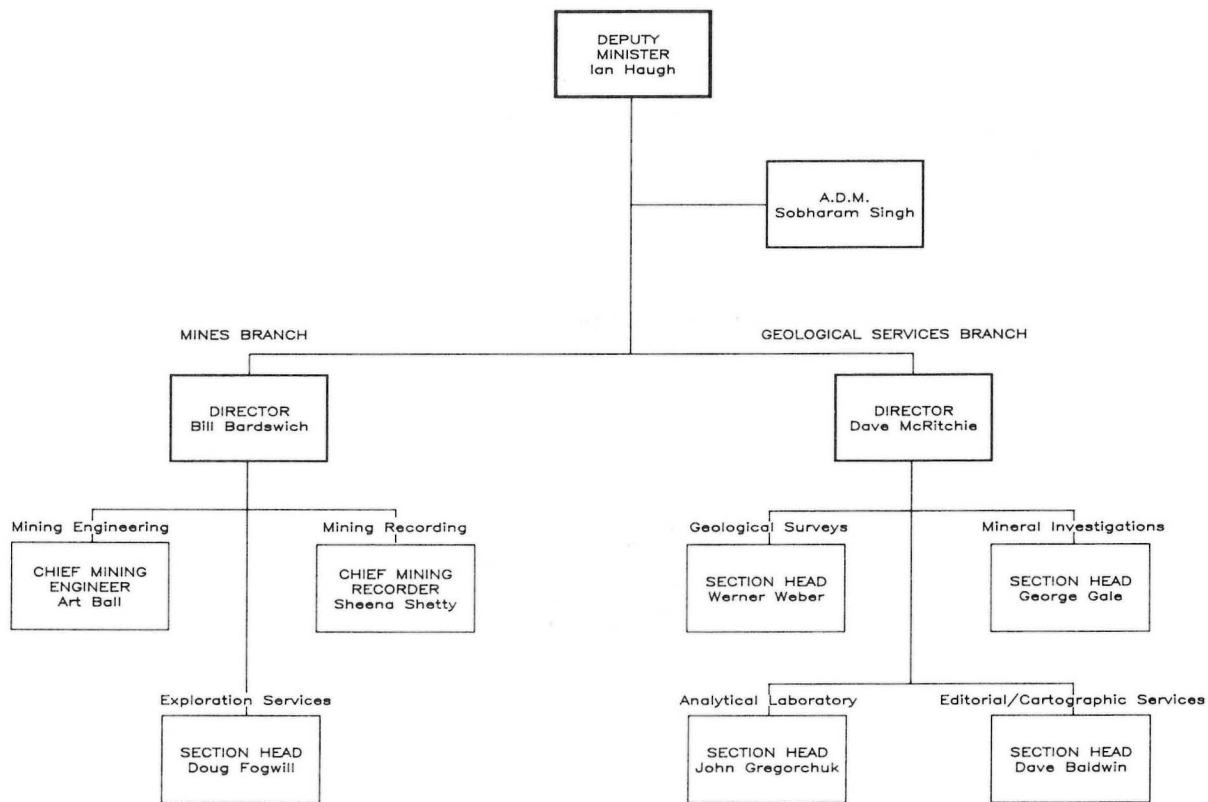 DEPUTY
MINISTER
Ian Haugh
A.D.M.
Sobharam Singh
MINES BRANCH
GEOLOGICAL SERVICES BRANCH
DIRECTOR
Bill Bardswich
DIRECTOR
Dave McRitchie
Mining Engineering
CHIEF MINING
ENGINEER
Art Ball
Mining Recording
CHIEF MINING
RECORDER
Sheena Shetty
Geological Surveys
SECTION HEAD
Werner Weber
Mineral Investigations
SECTION HEAD
George Gale
Exploration Services
SECTION HEAD
Doug Fogwill
Analytical Laboratory
SECTION HEAD
John Gregorchuk
Editorial/Cartographic Services
SECTION HEAD
Dave Baldwin